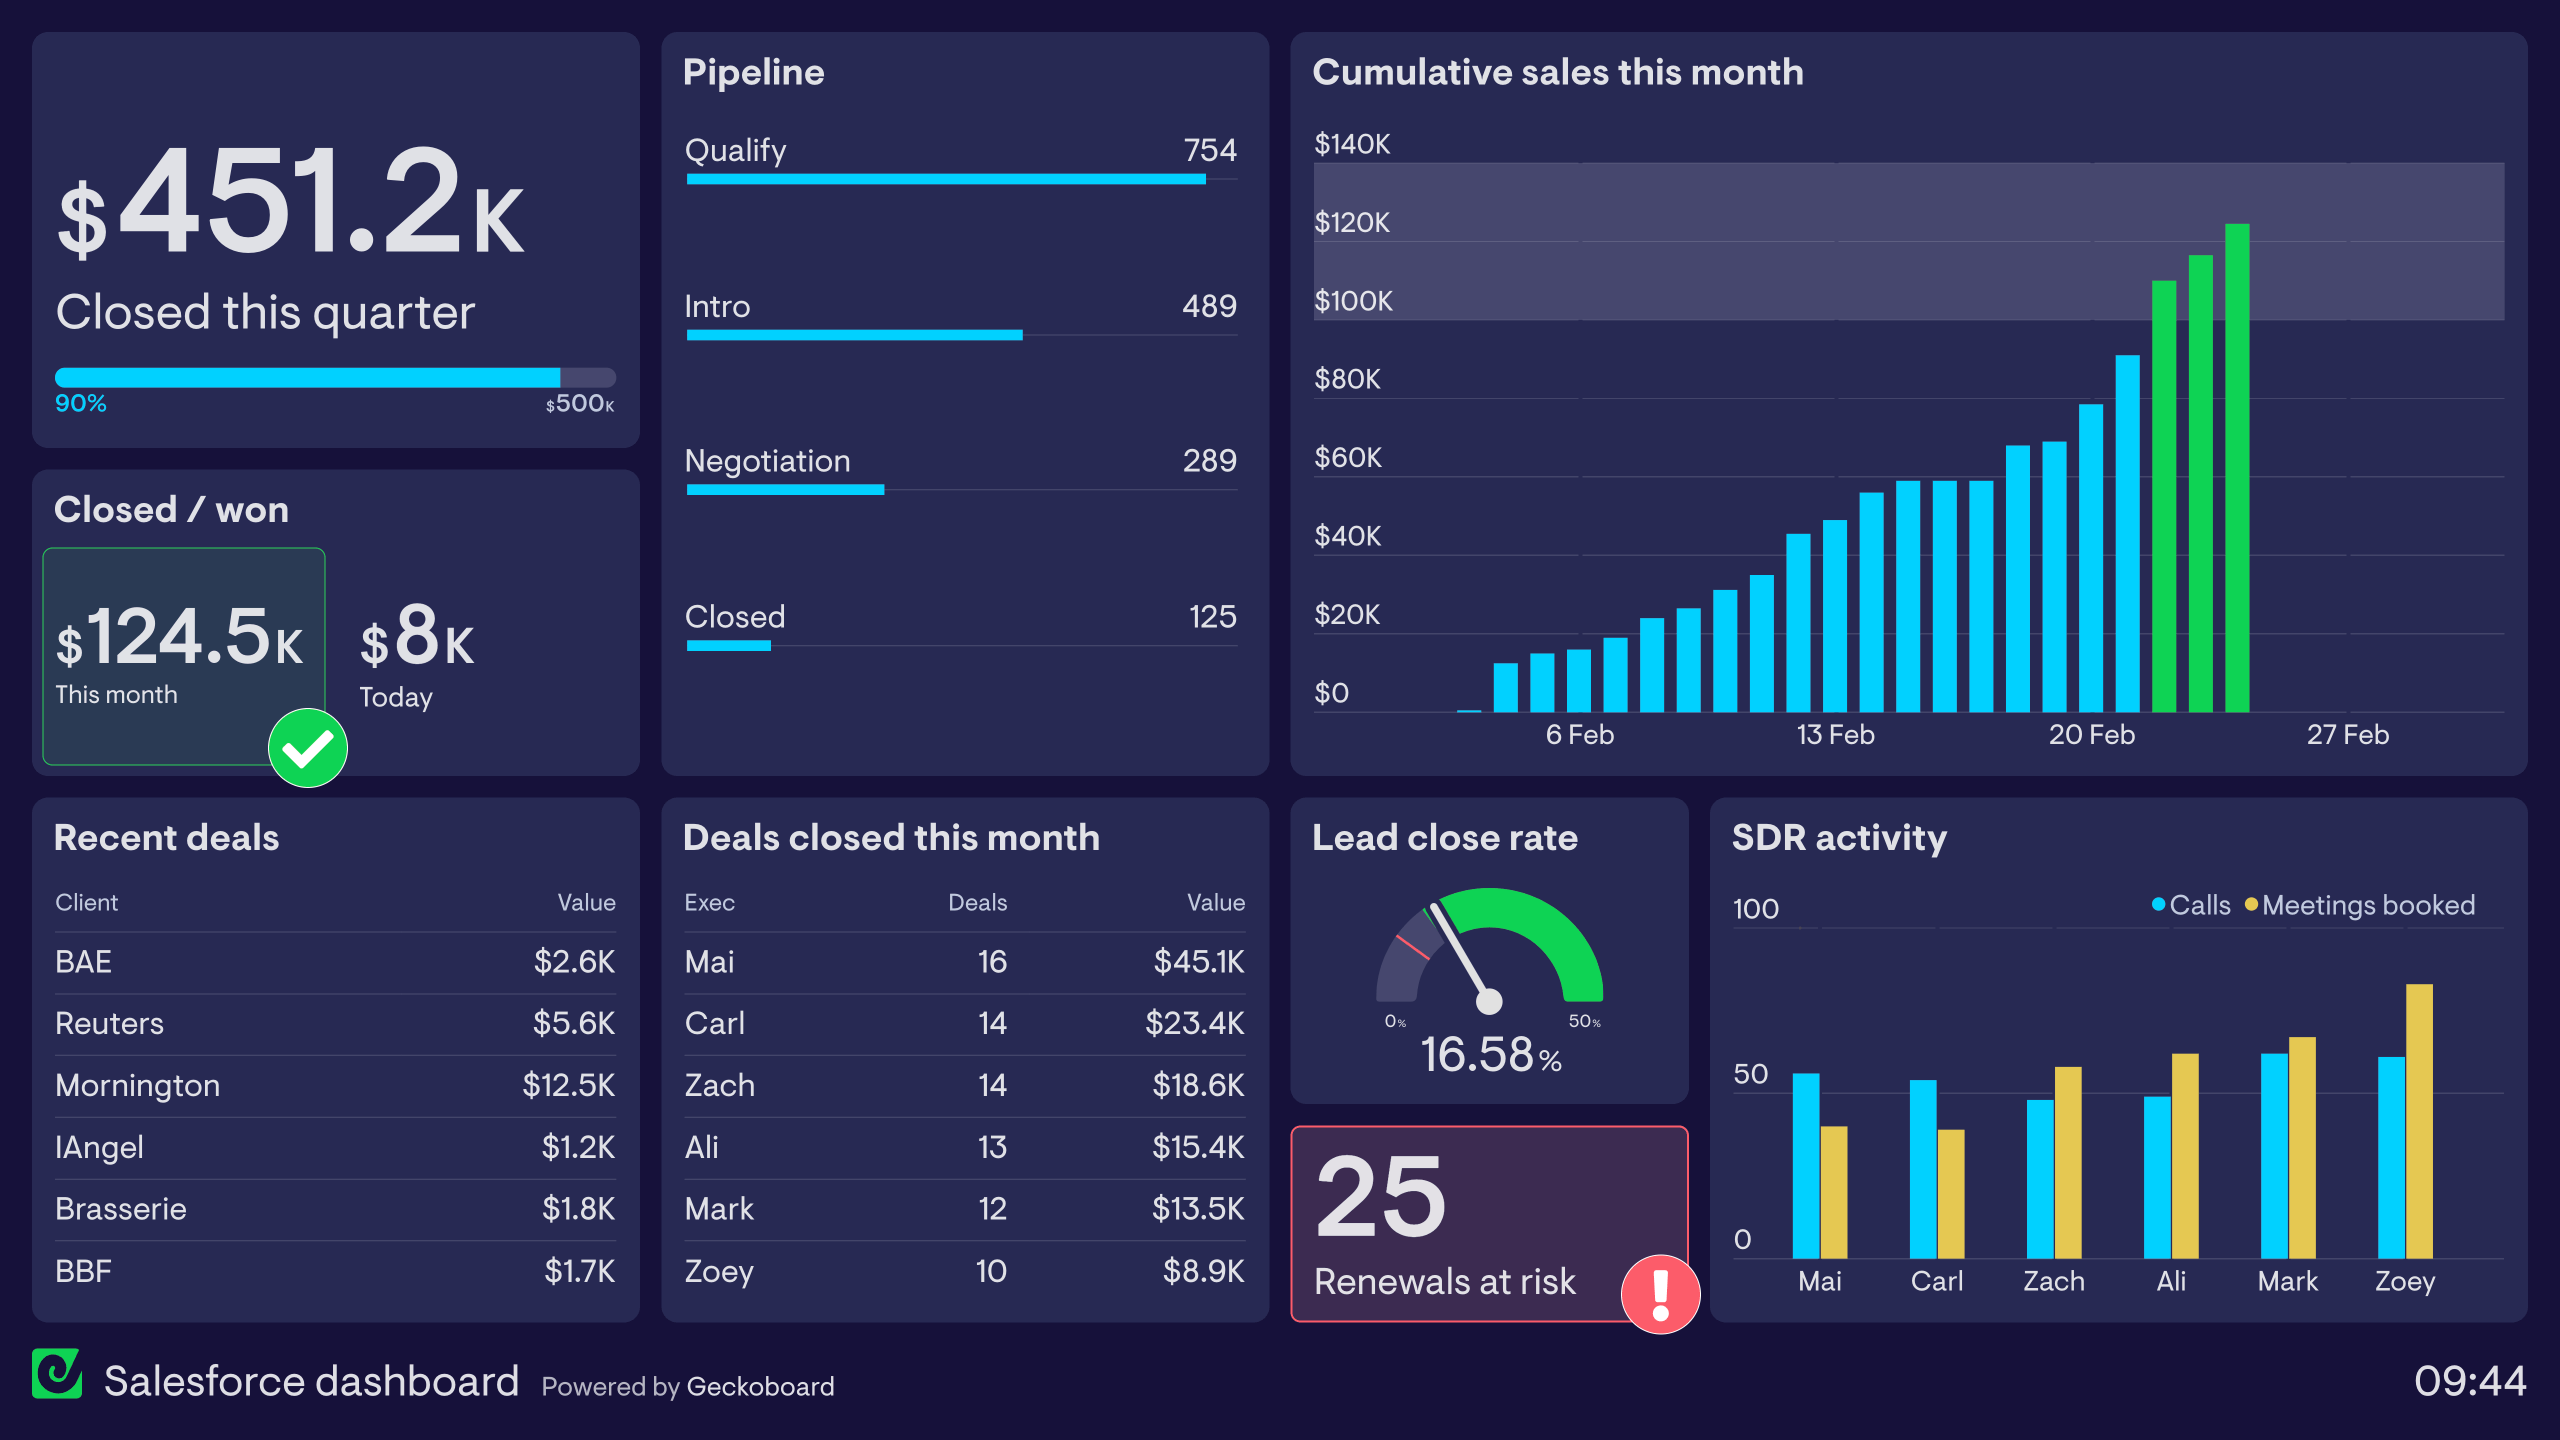 $451.2K
Closed this quarter
90% $500K
Closed / won
$124.5K
This month
$8K
Today
Pipeline
Qualify 754
Intro 489
Negotiation 289
Closed 125
Cumulative sales this month
$140K
$120K
$100K
$80K
$60K
$40K
$20K
$0
6 Feb 13 Feb 20 Feb 27 Feb
Recent deals
Client Value
BAE $2.6K
Reuters $5.6K
Mornington $12.5K
IAngel $1.2K
Brasserie $1.8K
BBF $1.7K
Deals closed this month
Exec Deals Value
Mai 16 $45.1K
Carl 14 $23.4K
Zach 14 $18.6K
Ali 13 $15.4K
Mark 12 $13.5K
Zoey 10 $8.9K
Lead close rate
0% 50%
16.58%
25
Renewals at risk
SDR activity
Calls Meetings booked
100
50
0
Mai Carl Zach Ali Mark Zoey
Salesforce dashboard Powered by Geckoboard
09:44